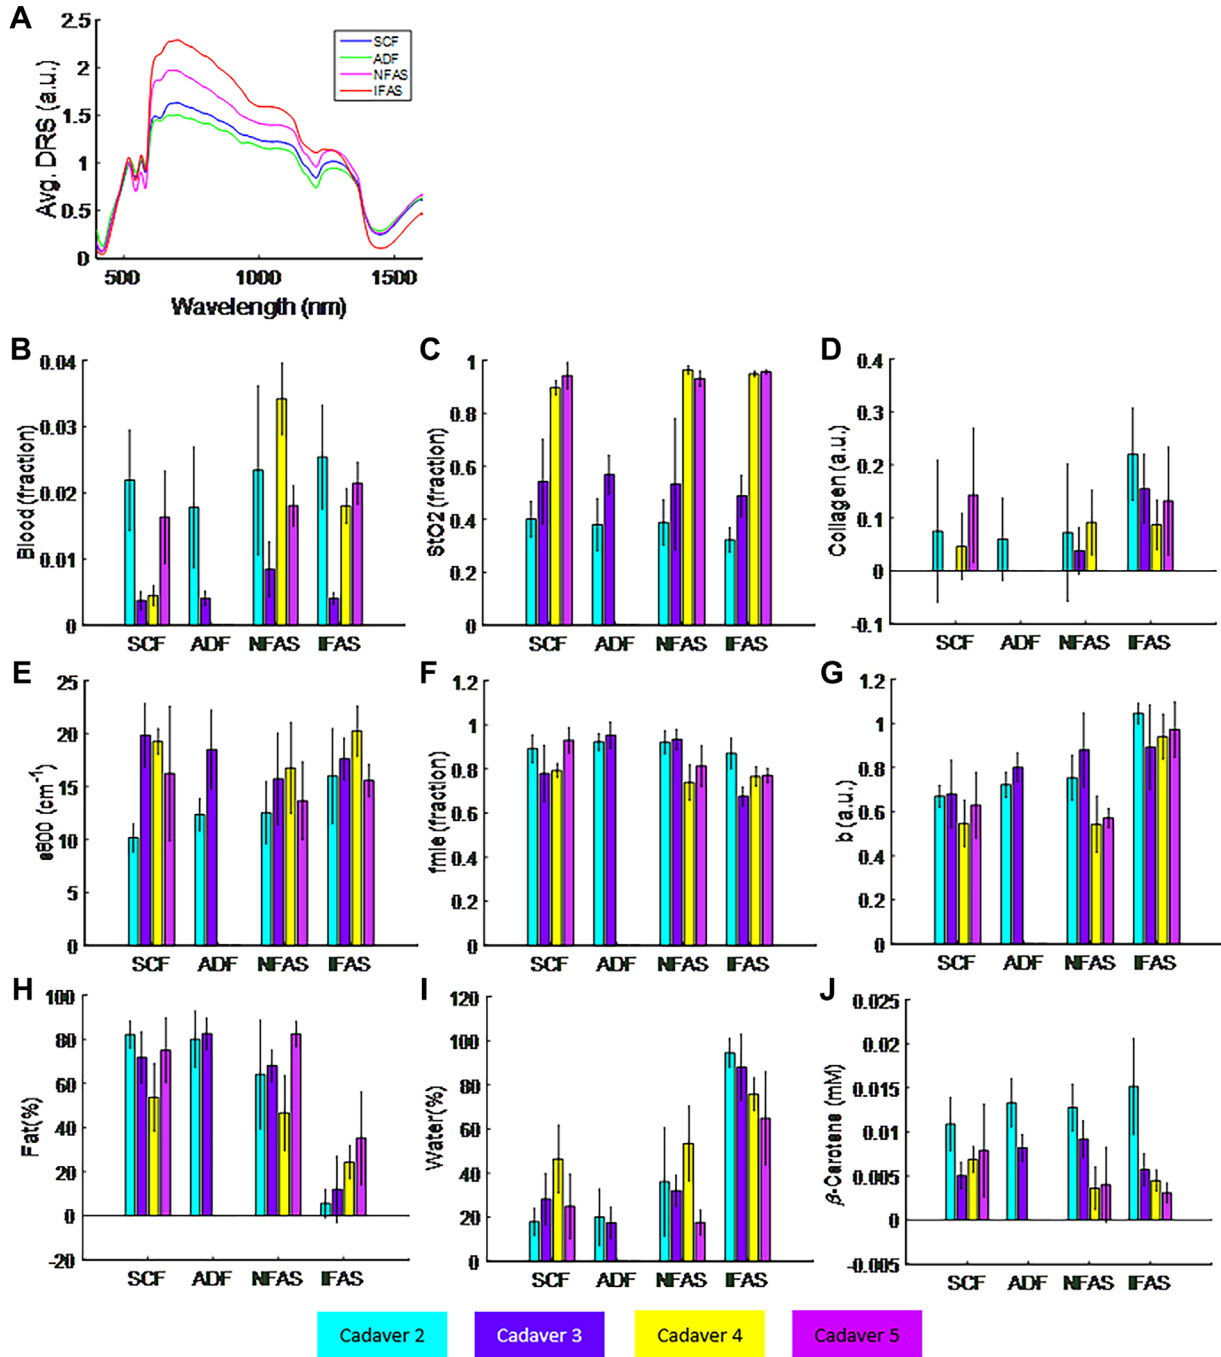 A
2.5
2
1.5
1
0.5
0
Avg. DRS (a.u.)
SCF
ADF
NFAS
IFAS
500 1000 1500
Wavelength (nm)
B
0.04
0.03
0.02
0.01
0
Blood (fraction)
SCF ADF NFAS IFAS
C
1
0.8
0.6
0.4
0.2
0
StO2 (fraction)
SCF ADF NFAS IFAS
D
0.4
0.3
0.2
0.1
0
-0.1
Collagen (a.u.)
SCF ADF NFAS IFAS
E
25
20
15
10
5
0
s800 (cm⁻¹)
SCF ADF NFAS IFAS
F
1.2
1
0.8
0.6
0.4
0.2
0
fmie (fraction)
SCF ADF NFAS IFAS
G
1.2
1
0.8
0.6
0.4
0.2
0
b (a.u.)
SCF ADF NFAS IFAS
H
100
80
60
40
20
0
-20
Fat(%)
SCF ADF NFAS IFAS
I
120
100
80
60
40
20
0
Water(%)
SCF ADF NFAS IFAS
J
0.025
0.02
0.015
0.01
0.005
0
-0.005
β-Carotene (mM)
SCF ADF NFAS IFAS
Cadaver 2 Cadaver 3 Cadaver 4 Cadaver 5